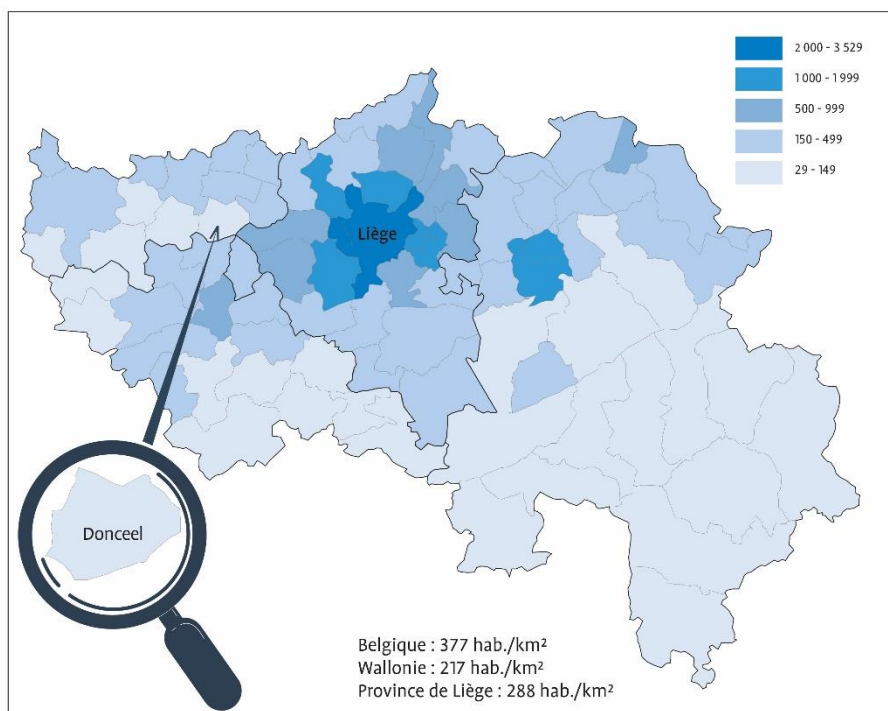 2 000 - 3 529
1 000 - 1 999
500 - 999
150 - 499
29 - 149
Liège
Donceel
Belgique : 377 hab./km²
Wallonie : 217 hab./km²
Province de Liège : 288 hab./km²